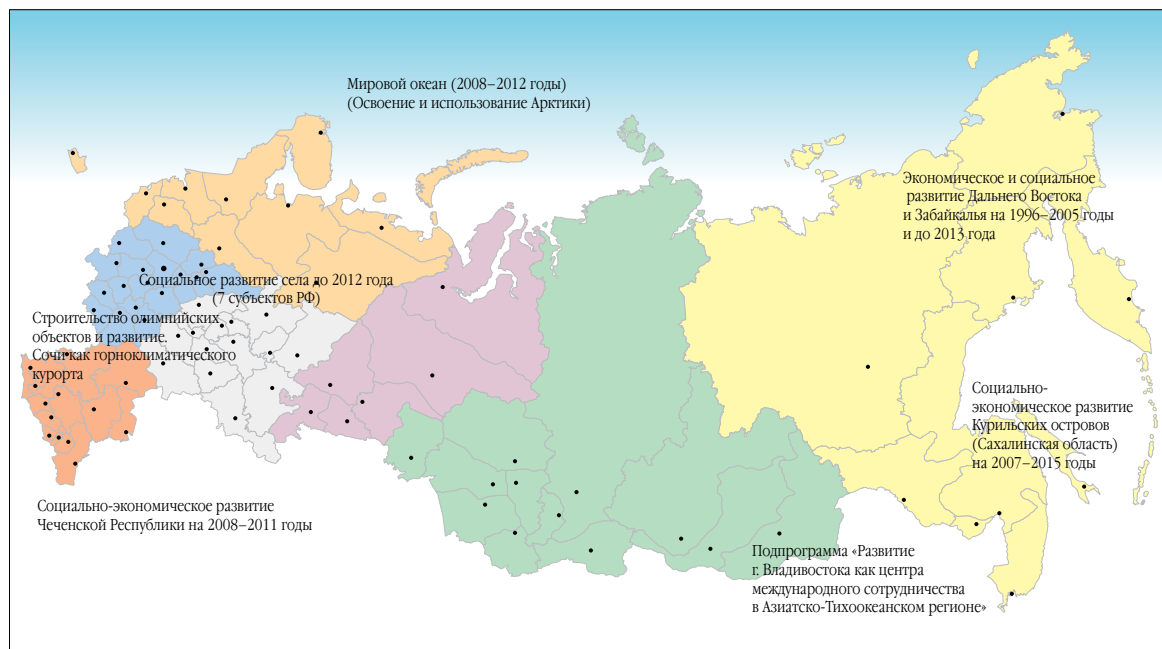 Мировой океан (2008–2012 годы)
(Освоение и использование Арктики)
Экономическое и социальное
развитие Дальнего Востока
и Забайкалья на 1996–2005 годы
и до 2013 года
Социальное развитие села до 2012 года
(7 субъектов РФ)
Строительство олимпийских
объектов и развитие.
Сочи как горноклиматического
курорта
Социально-
экономическое развитие
Курильских островов
(Сахалинская область)
на 2007–2015 годы
Социально-экономическое развитие
Чеченской Республики на 2008–2011 годы
Подпрограмма «Развитие
г. Владивостока как центра
международного сотрудничества
в Азиатско-Тихоокеанском регионе»